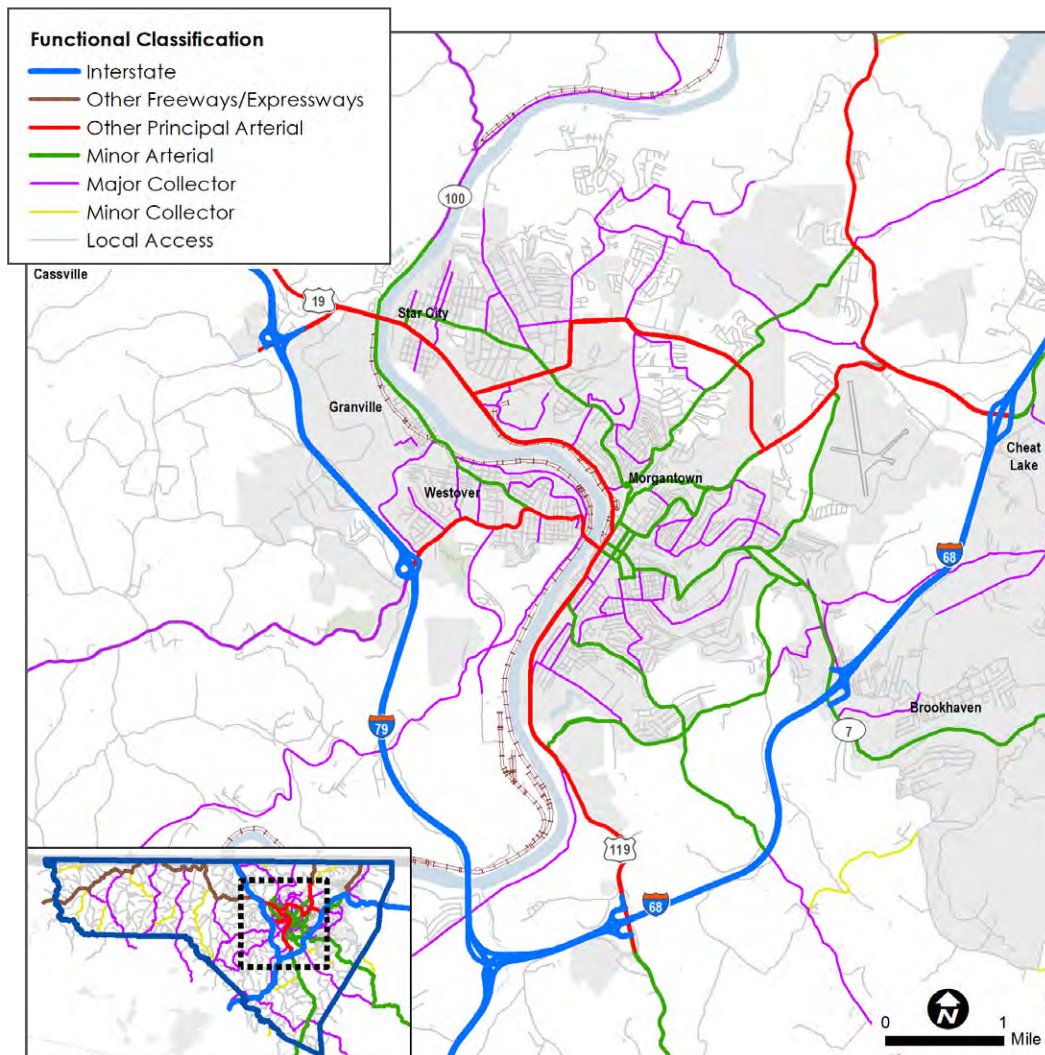 Functional Classification
Interstate
Other Freeways/Expressways
Other Principal Arterial
Minor Arterial
Major Collector
Minor Collector
Local Access
100
Cassville
19
Star City
Granville
Cheat
Lake
Westover
Morgantown
68
Brookhaven
79
7
119
68
N
0 1
Mile